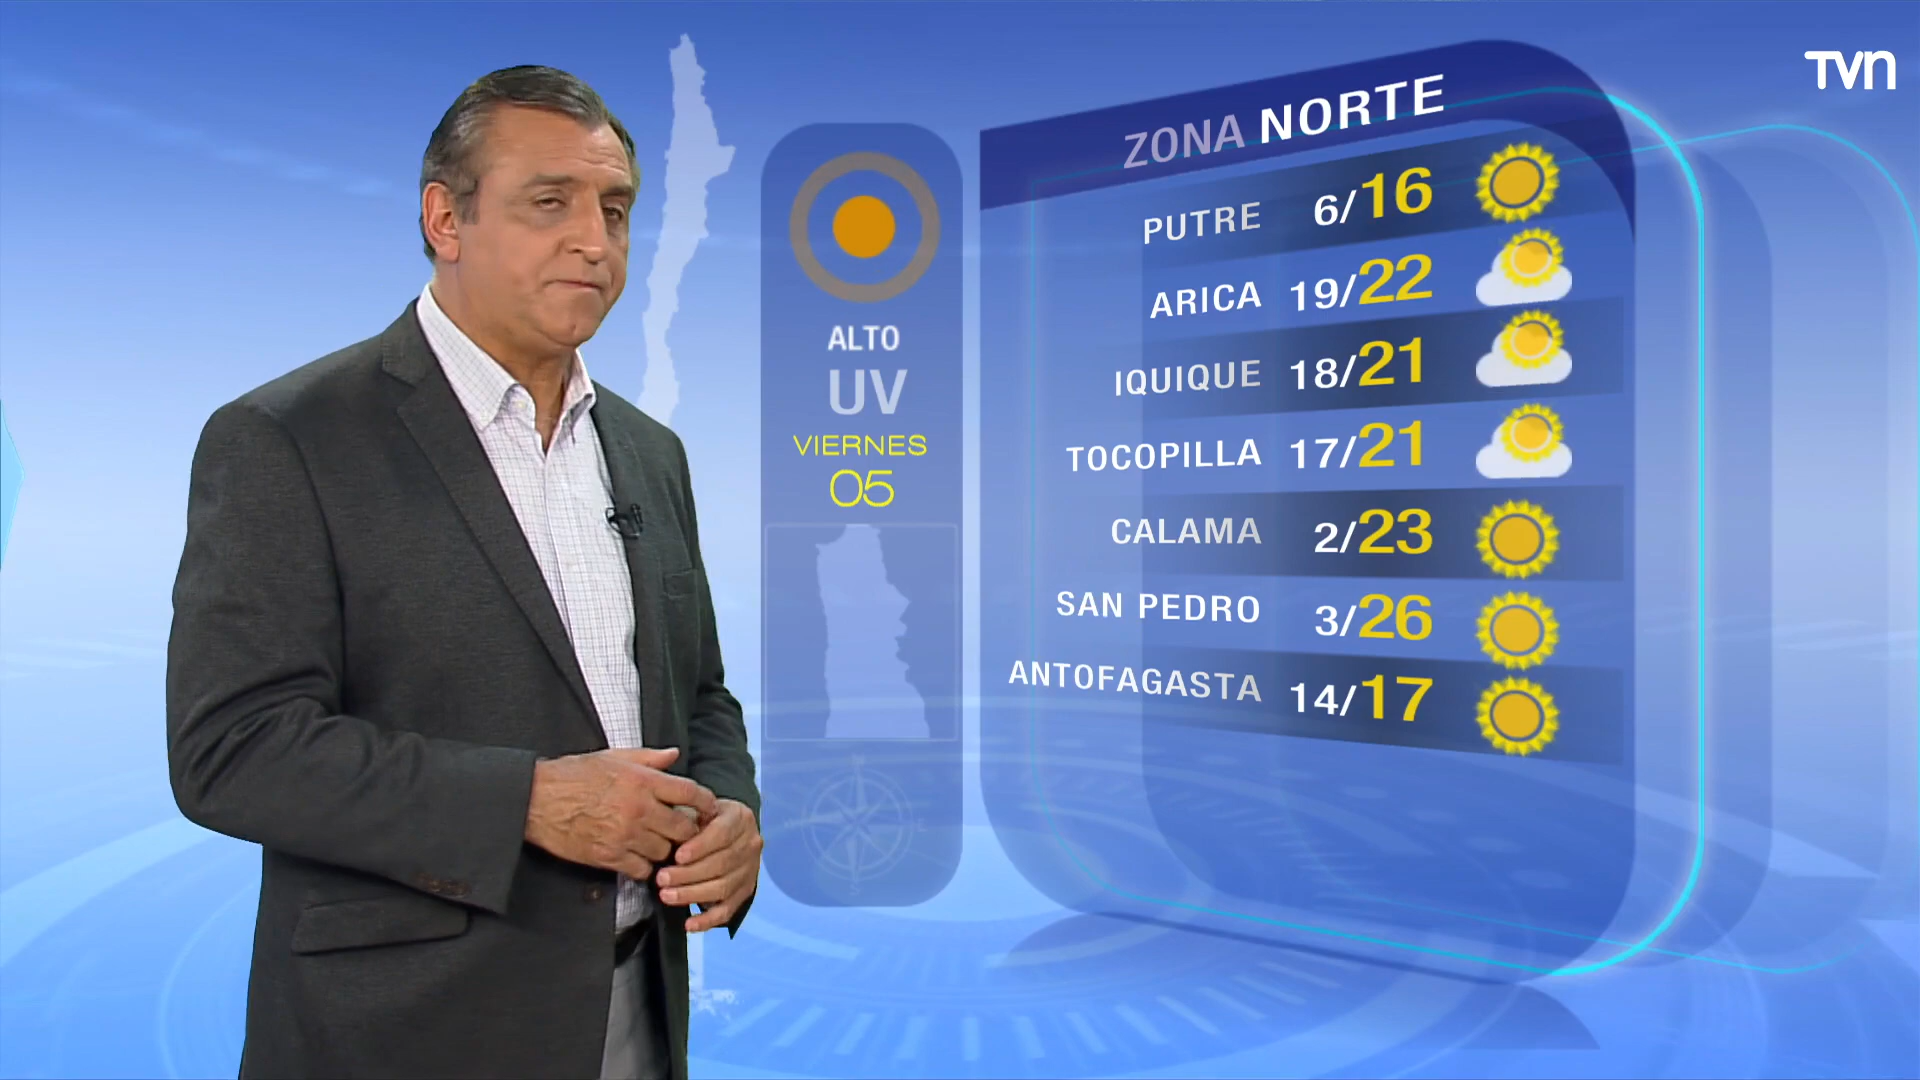 TVN
ALTO
UV
VIERNES
05
ZONA NORTE
PUTRE 6/16
ARICA 19/22
IQUIQUE 18/21
TOCOPILLA 17/21
CALAMA 2/23
SAN PEDRO 3/26
ANTOFAGASTA 14/17